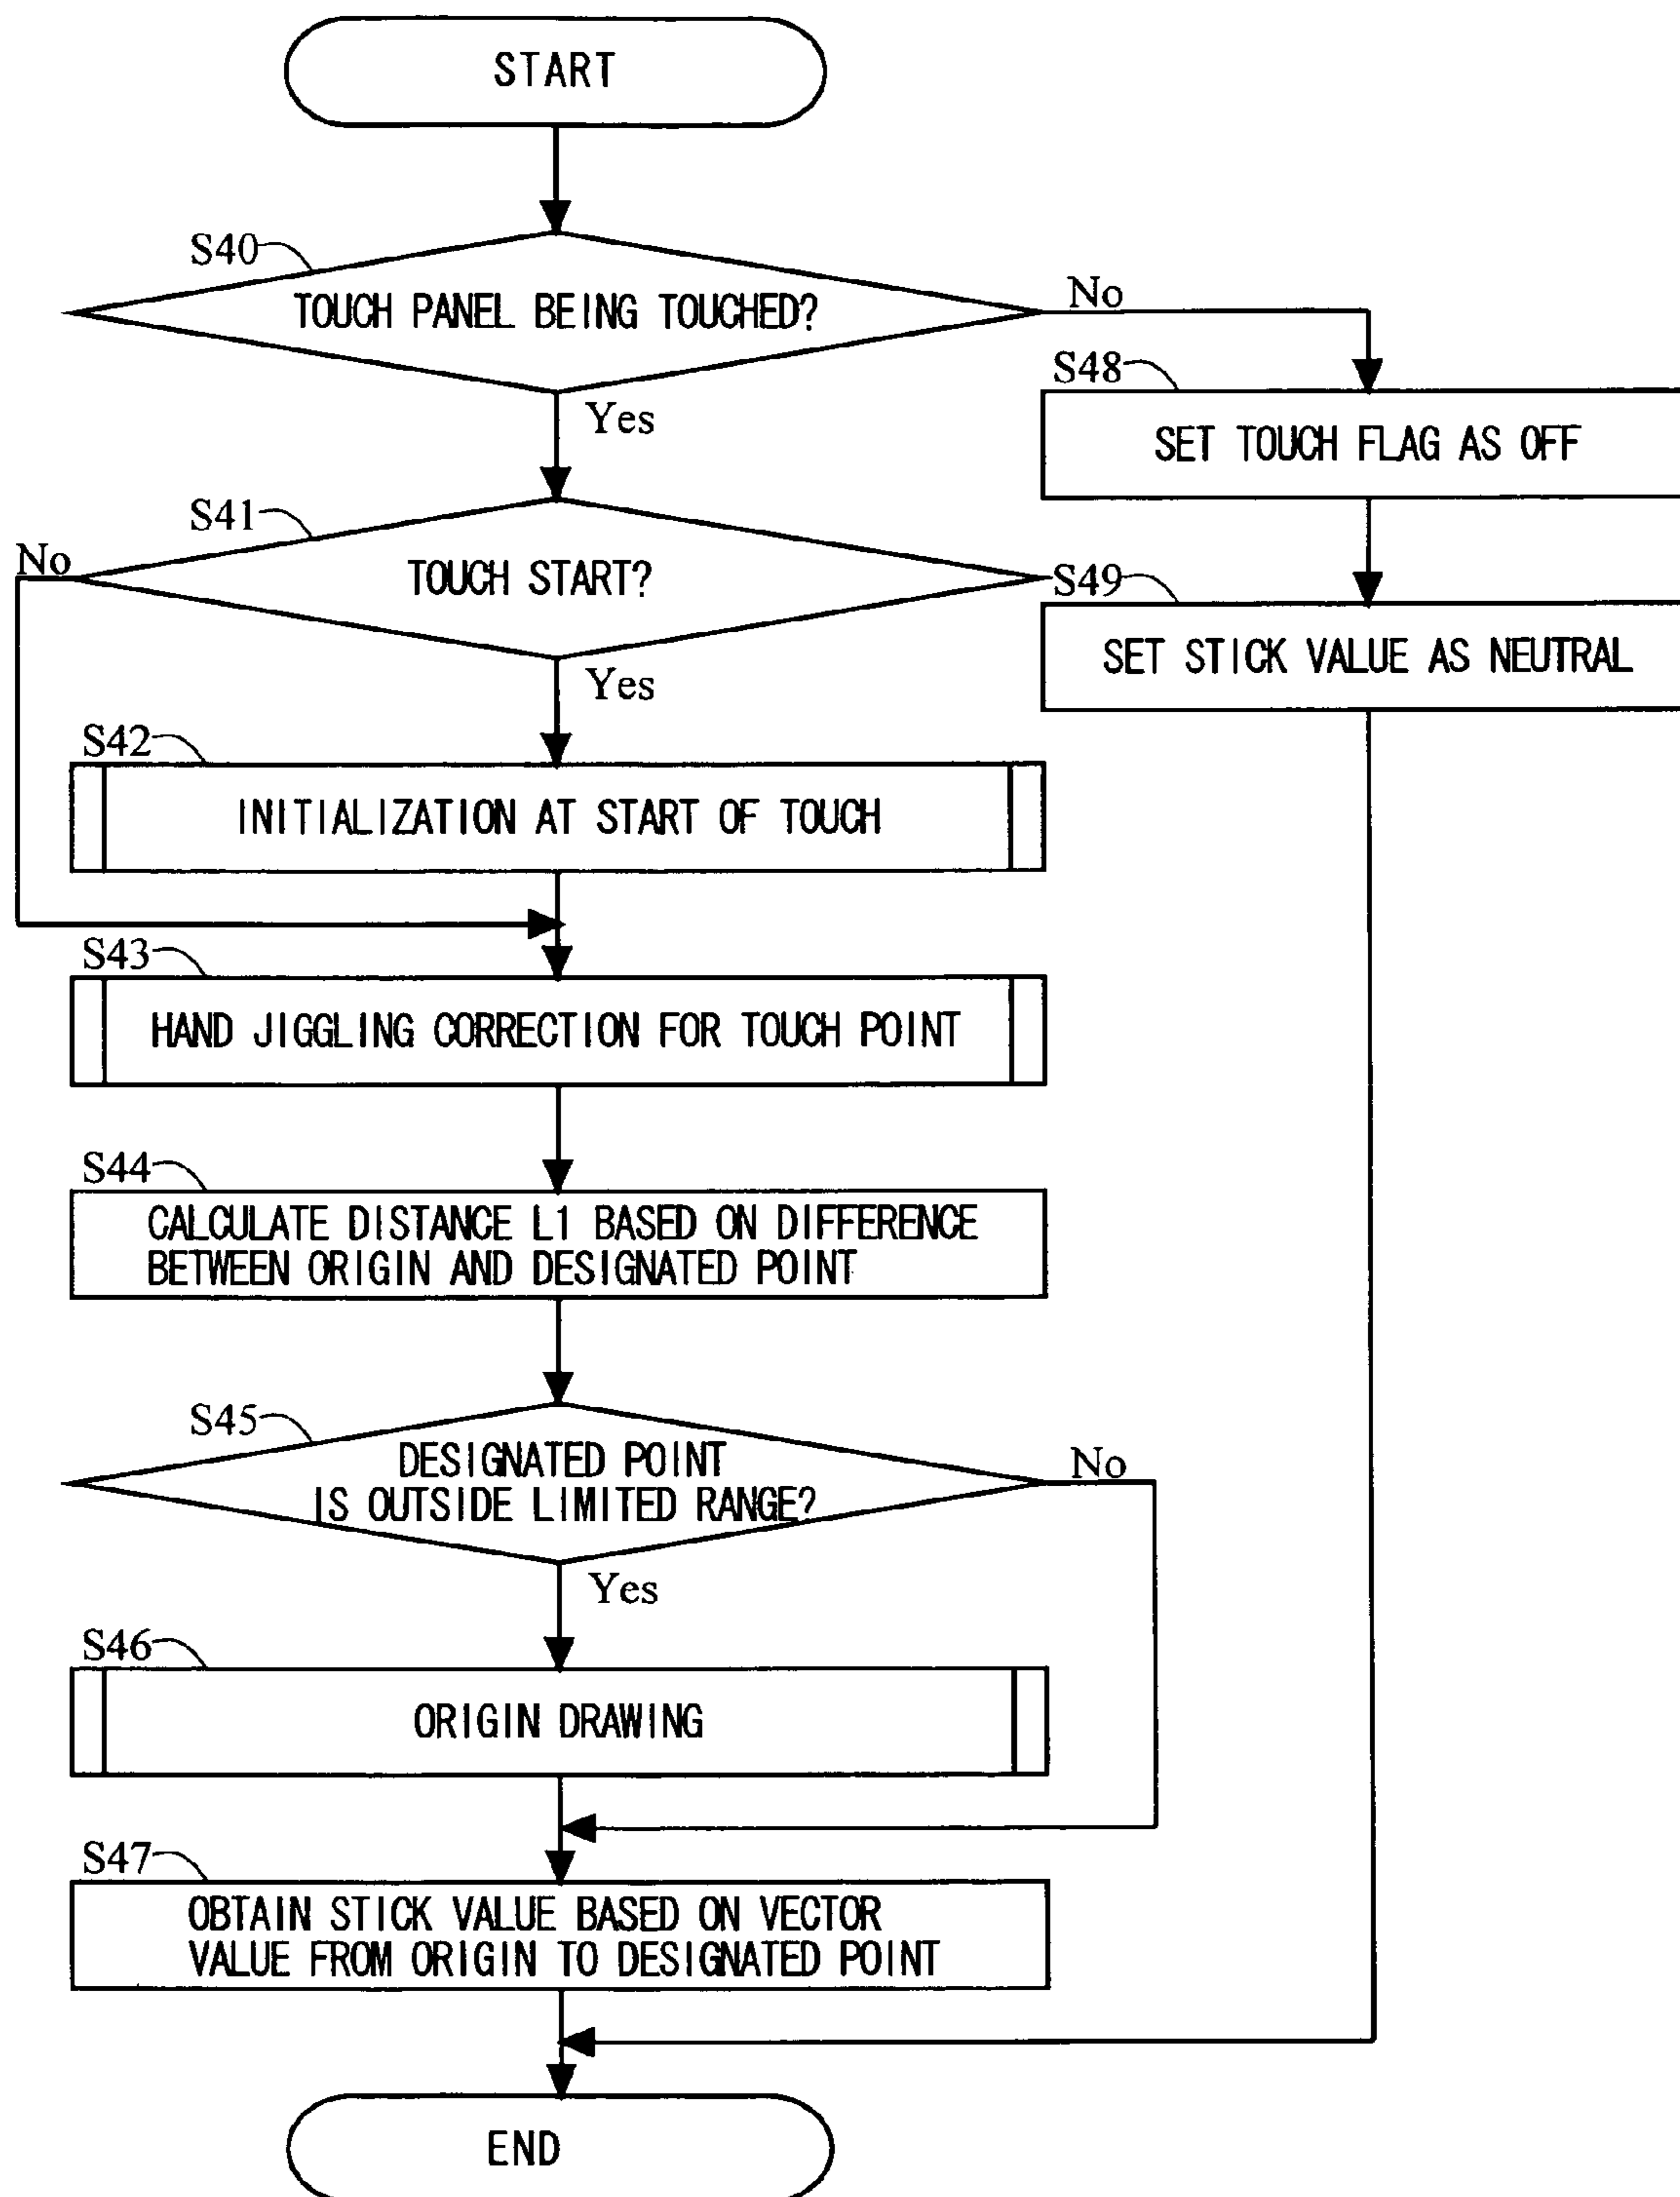 START
S40
TOUCH PANEL BEING TOUCHED?
No
Yes
S48
SET TOUCH FLAG AS OFF
S41
No
TOUCH START?
Yes
S49
SET STICK VALUE AS NEUTRAL
S42
INITIALIZATION AT START OF TOUCH
S43
HAND JIGGLING CORRECTION FOR TOUCH POINT
S44
CALCULATE DISTANCE L1 BASED ON DIFFERENCE
BETWEEN ORIGIN AND DESIGNATED POINT
S45
DESIGNATED POINT
IS OUTSIDE LIMITED RANGE?
No
Yes
S46
ORIGIN DRAWING
S47
OBTAIN STICK VALUE BASED ON VECTOR
VALUE FROM ORIGIN TO DESIGNATED POINT
END